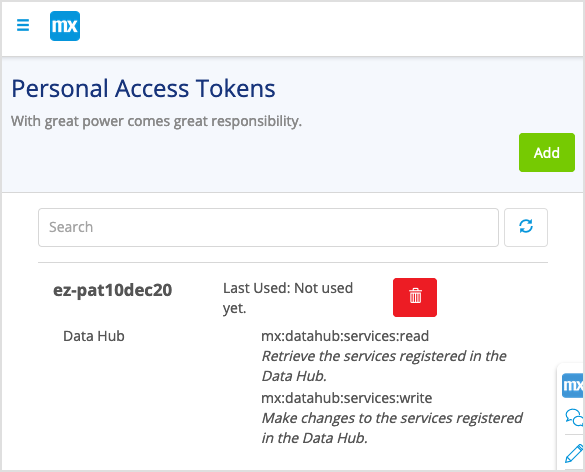 mx
Personal Access Tokens
With great power comes great responsibility.
Add
Search
ez-pat10dec20
Last Used: Not used
yet.
Data Hub
mx:datahub:services:read
Retrieve the services registered in the
Data Hub.
mx:datahub:services:write
Make changes to the services registered
in the Data Hub.
mx